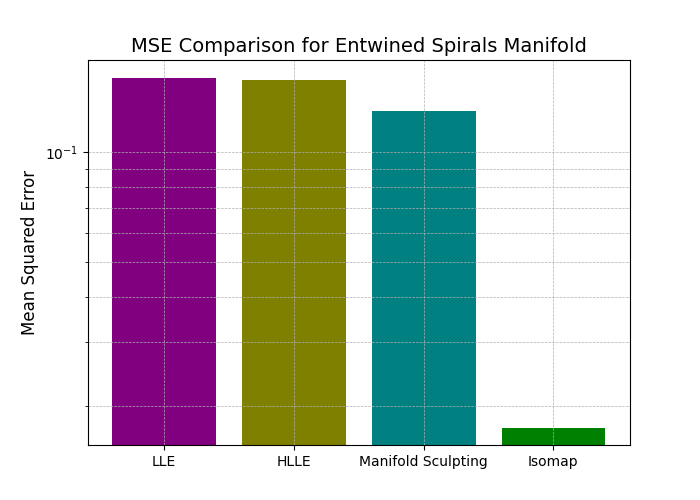 MSE Comparison for Entwined Spirals Manifold
10⁻¹
Mean Squared Error
LLE HLLE Manifold Sculpting Isomap